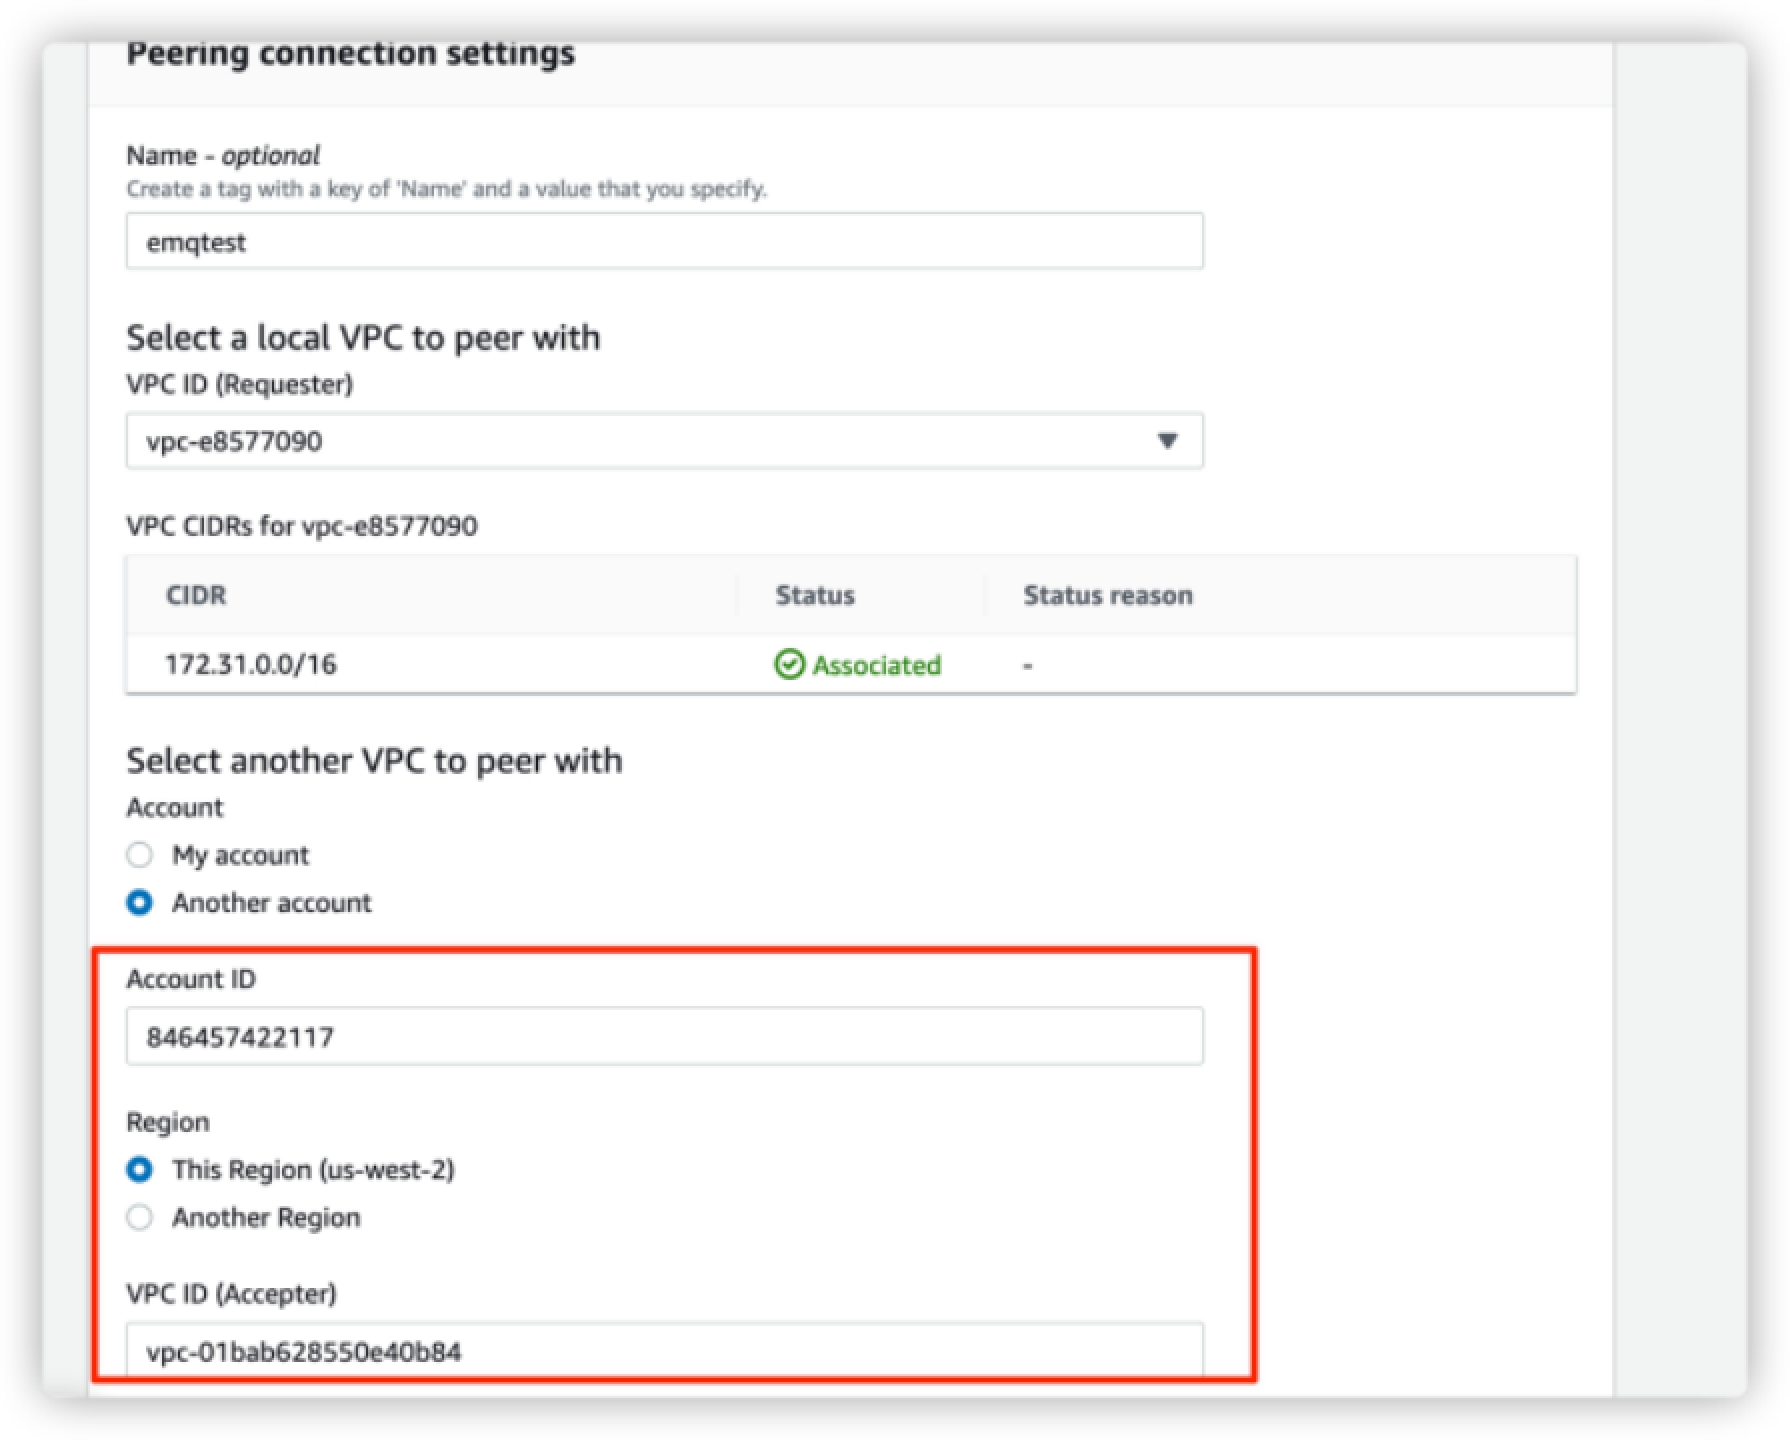 Peering connection settings
Name - optional
Create a tag with a key of 'Name' and a value that you specify.
emqtest
Select a local VPC to peer with
VPC ID (Requester)
vpc-e8577090
VPC CIDRs for vpc-e8577090
CIDR Status Status reason
172.31.0.0/16 Associated -
Select another VPC to peer with
Account
My account
Another account
Account ID
846457422117
Region
This Region (us-west-2)
Another Region
VPC ID (Accepter)
vpc-01bab628550e40b84